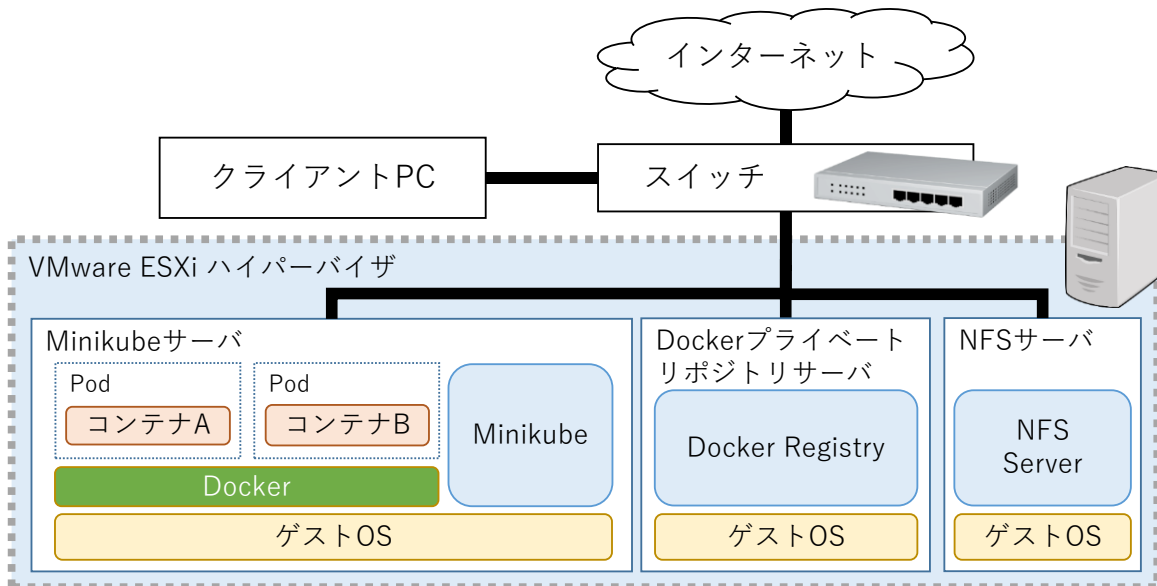 インターネット
クライアントPC
スイッチ
VMware ESXi ハイパーバイザ
Minikubeサーバ
Pod
コンテナA
Pod
コンテナB
Minikube
Docker
ゲストOS
Dockerプライベート
リポジトリサーバ
Docker Registry
ゲストOS
NFSサーバ
NFS
Server
ゲストOS